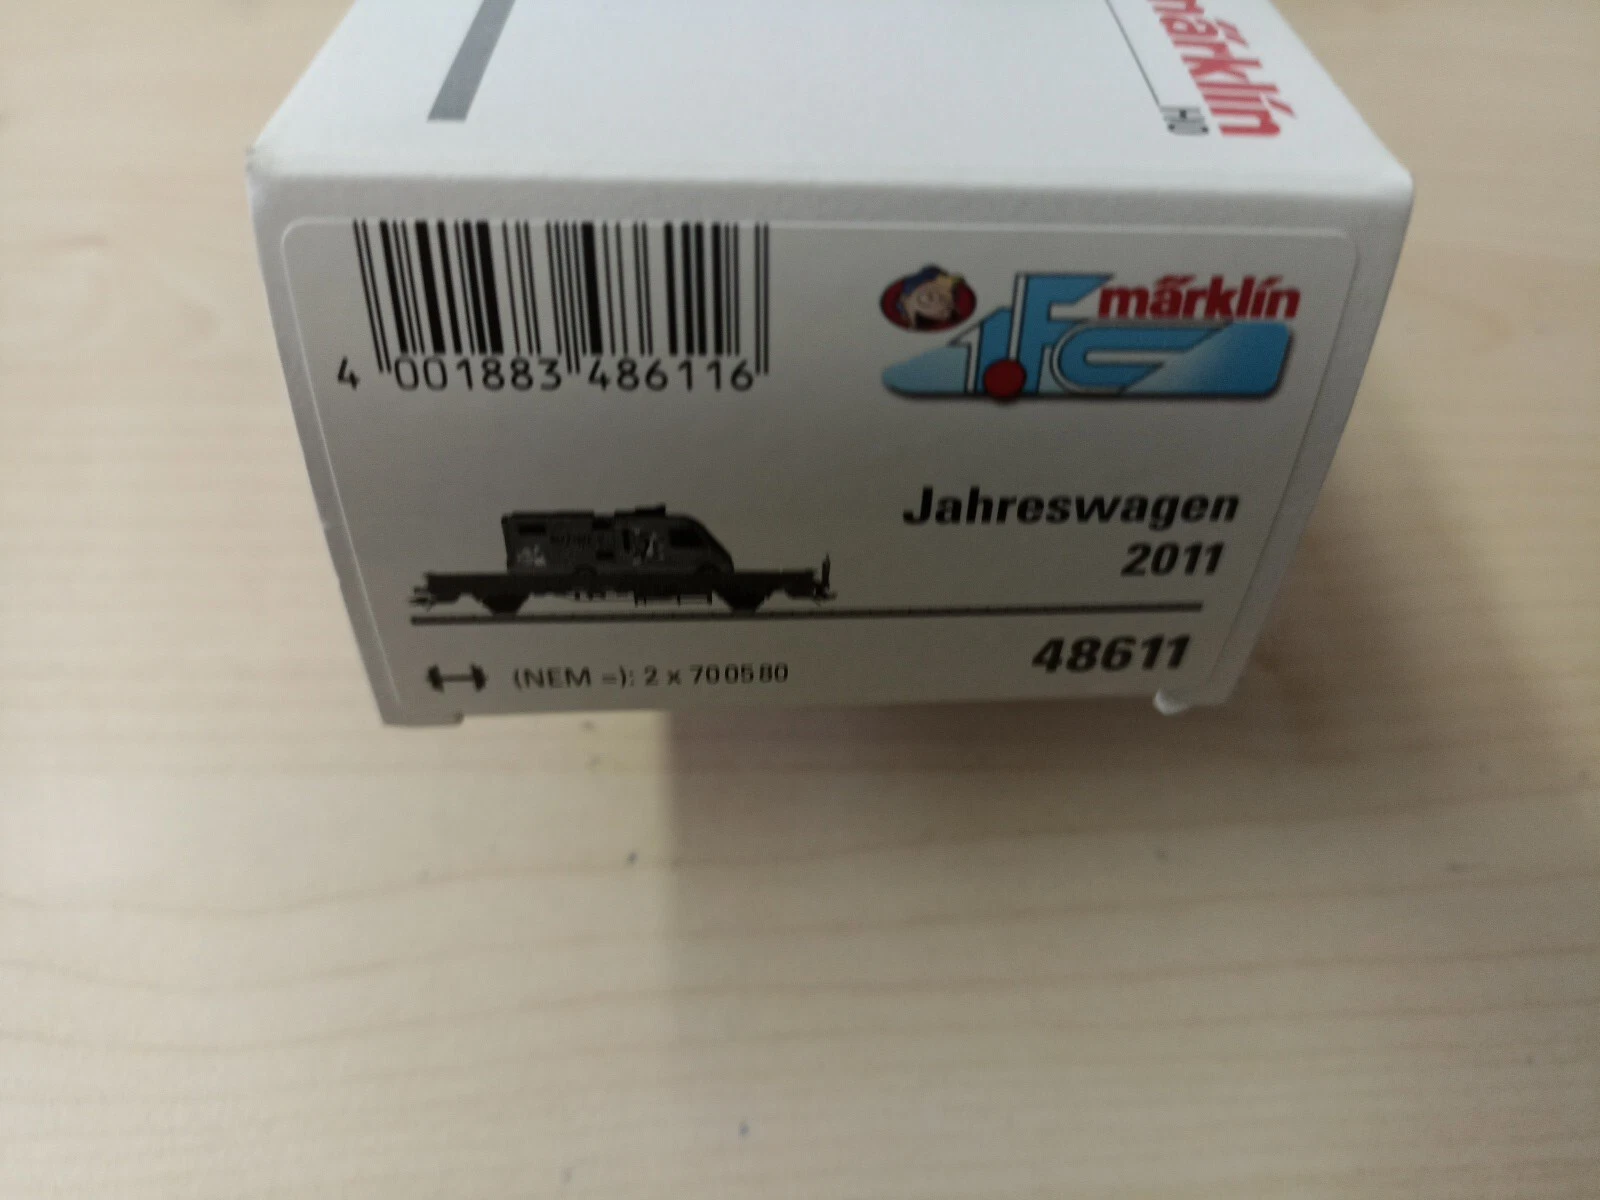 märklin
H0
4 001883 486116
1.FC
märklin
Jahreswagen
2011
48611
(NEM =): 2 x 700580